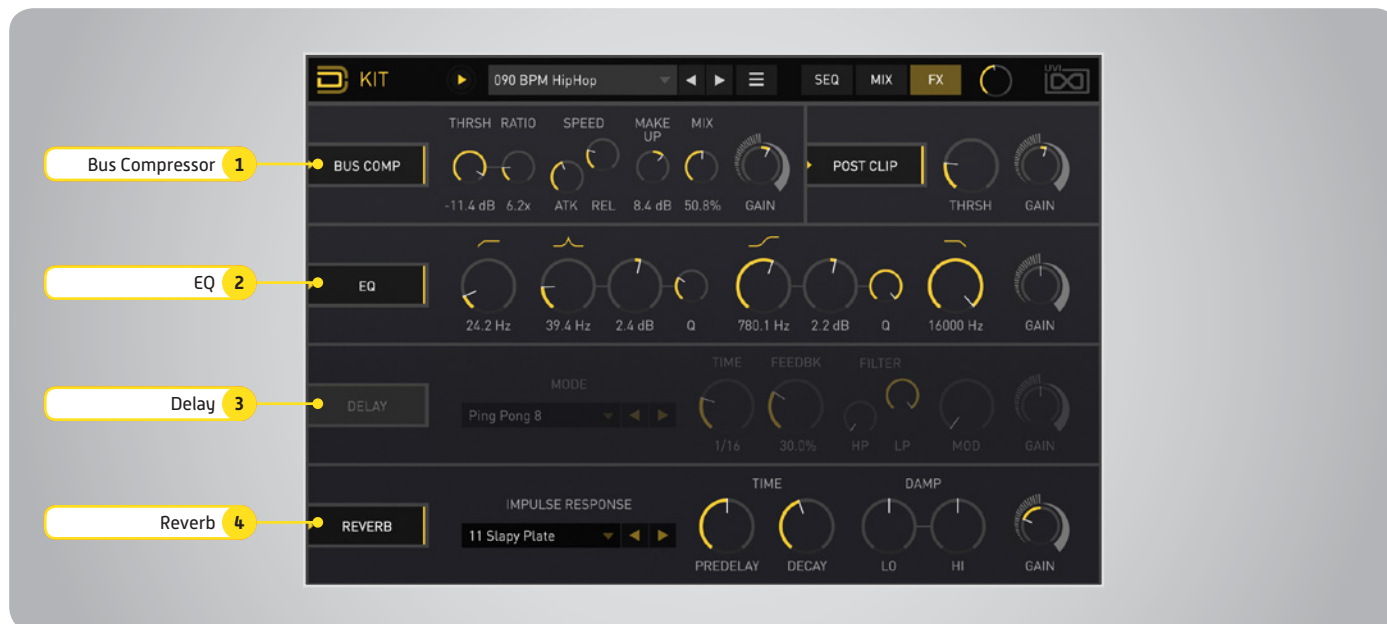 KIT 090 BPM HipHop SEQ MIX FX UVI
Bus Compressor 1
BUS COMP
THRSH RATIO SPEED MAKE UP MIX
-11.4 dB 6.2x ATK REL 8.4 dB 50.8% GAIN
POST CLIP
THRSH GAIN
EQ 2
EQ
24.2 Hz 39.4 Hz 2.4 dB Q 780.1 Hz 2.2 dB Q 16000 Hz GAIN
Delay 3
DELAY
MODE
Ping Pong 8
TIME FEEDBK FILTER
1/16 30.0% HP LP MOD GAIN
Reverb 4
REVERB
IMPULSE RESPONSE
11 Slapy Plate
TIME DAMP
PREDELAY DECAY LO HI GAIN